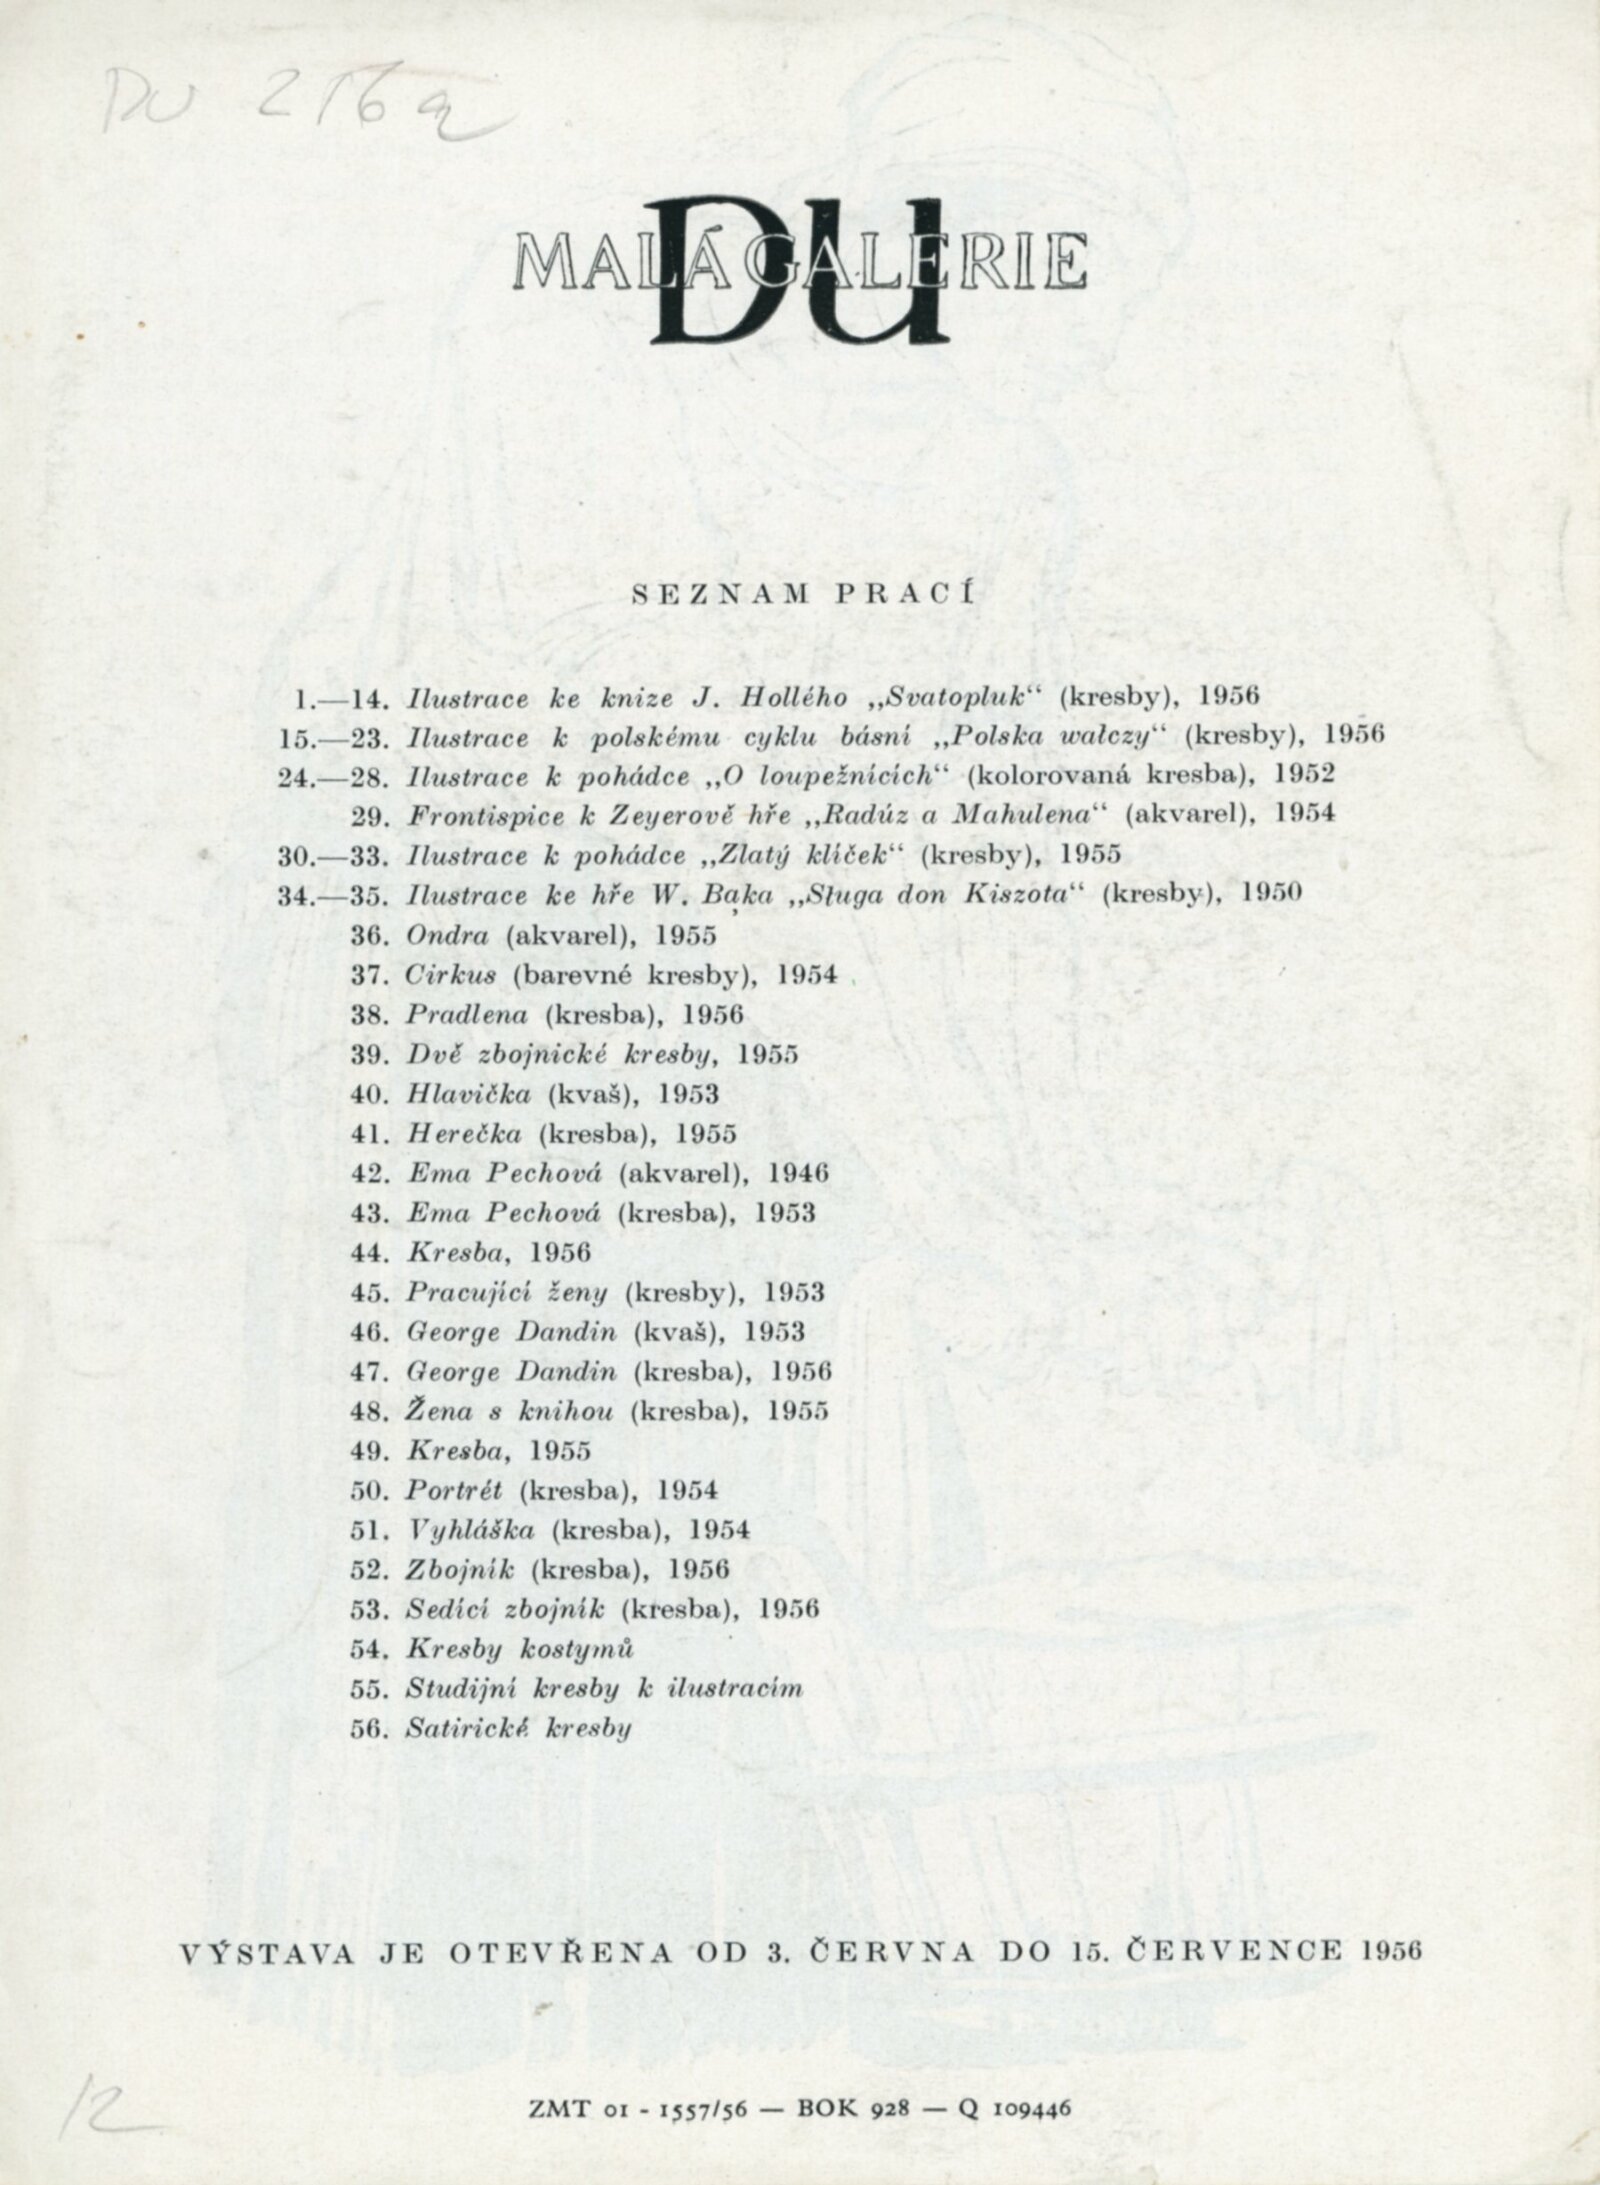 DU 216a
DU
MALÁ GALERIE
SEZNAM PRACÍ
1.—14. Ilustrace ke knize J. Hollého „Svatopluk“ (kresby), 1956
15.—23. Ilustrace k polskému cyklu básní „Polska wałczy“ (kresby), 1956
24.—28. Ilustrace k pohádce „O loupežnících“ (kolorovaná kresba), 1952
29. Frontispice k Zeyerově hře „Radúz a Mahulena“ (akvarel), 1954
30.—33. Ilustrace k pohádce „Zlatý klíček“ (kresby), 1955
34.—35. Ilustrace ke hře W. Bąka „Sługa don Kiszota“ (kresby), 1950
36. Ondra (akvarel), 1955
37. Cirkus (barevné kresby), 1954
38. Pradlena (kresba), 1956
39. Dvě zbojnické kresby, 1955
40. Hlavička (kvaš), 1953
41. Herečka (kresba), 1955
42. Ema Pechová (akvarel), 1946
43. Ema Pechová (kresba), 1953
44. Kresba, 1956
45. Pracující ženy (kresby), 1953
46. George Dandin (kvaš), 1953
47. George Dandin (kresba), 1956
48. Žena s knihou (kresba), 1955
49. Kresba, 1955
50. Portrét (kresba), 1954
51. Vyhláška (kresba), 1954
52. Zbojník (kresba), 1956
53. Sedící zbojník (kresba), 1956
54. Kresby kostymů
55. Studijní kresby k ilustracím
56. Satirické kresby
VÝSTAVA JE OTEVŘENA OD 3. ČERVNA DO 15. ČERVENCE 1956
12
ZMT 01 - 1557/56 — BOK 928 — Q 109446